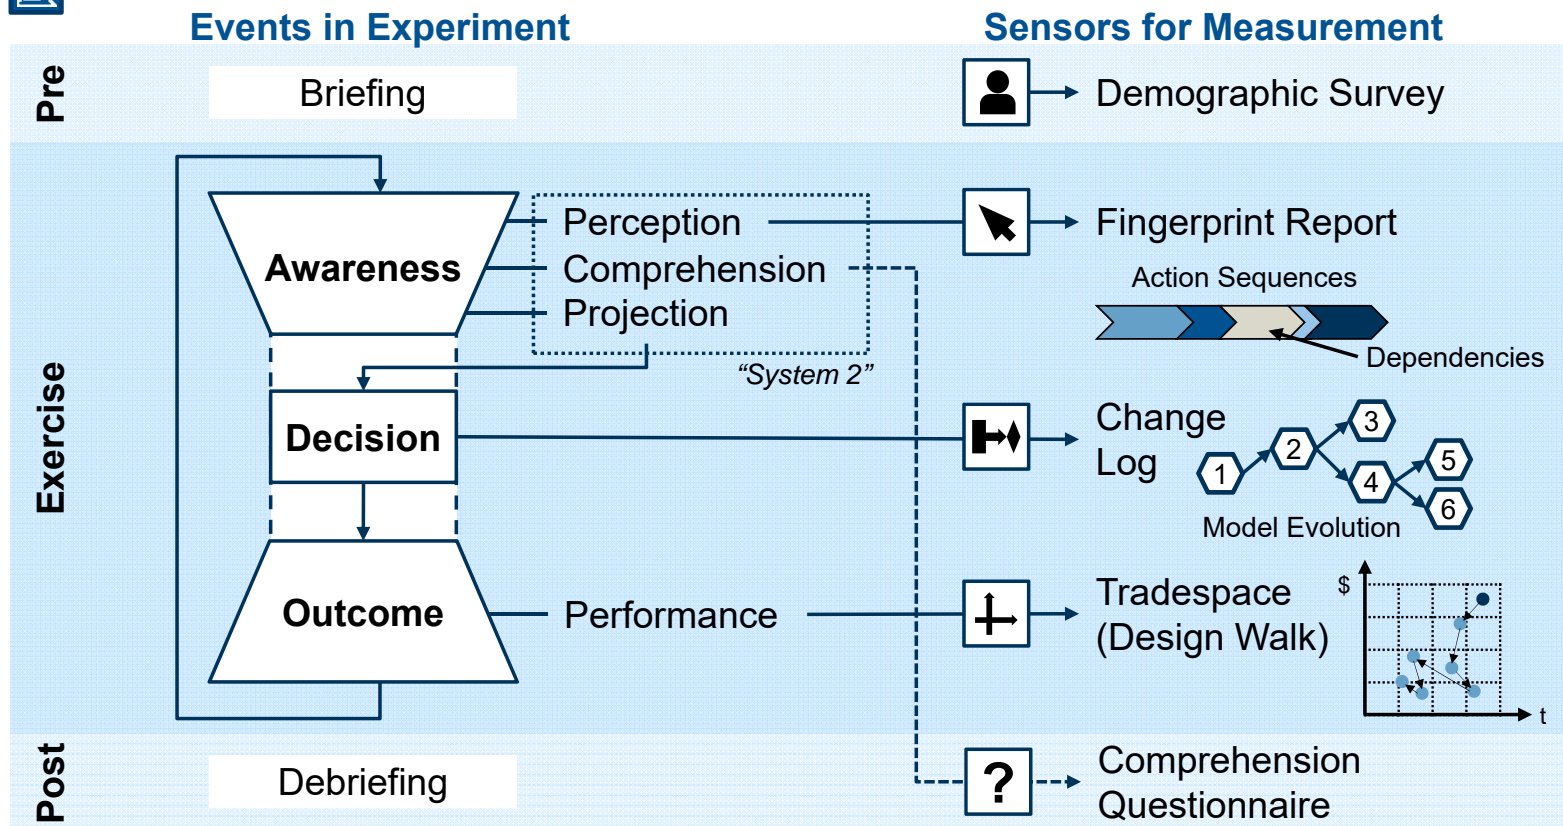 Events in Experiment
Sensors for Measurement
Pre
Briefing
Demographic Survey
Exercise
Awareness
Perception
Comprehension
Projection
“System 2”
Fingerprint Report
Action Sequences
Dependencies
Decision
Change
Log
1
2
3
4
5
6
Model Evolution
Outcome
Performance
Tradespace
(Design Walk)
$
t
Post
Debriefing
?
Comprehension
Questionnaire